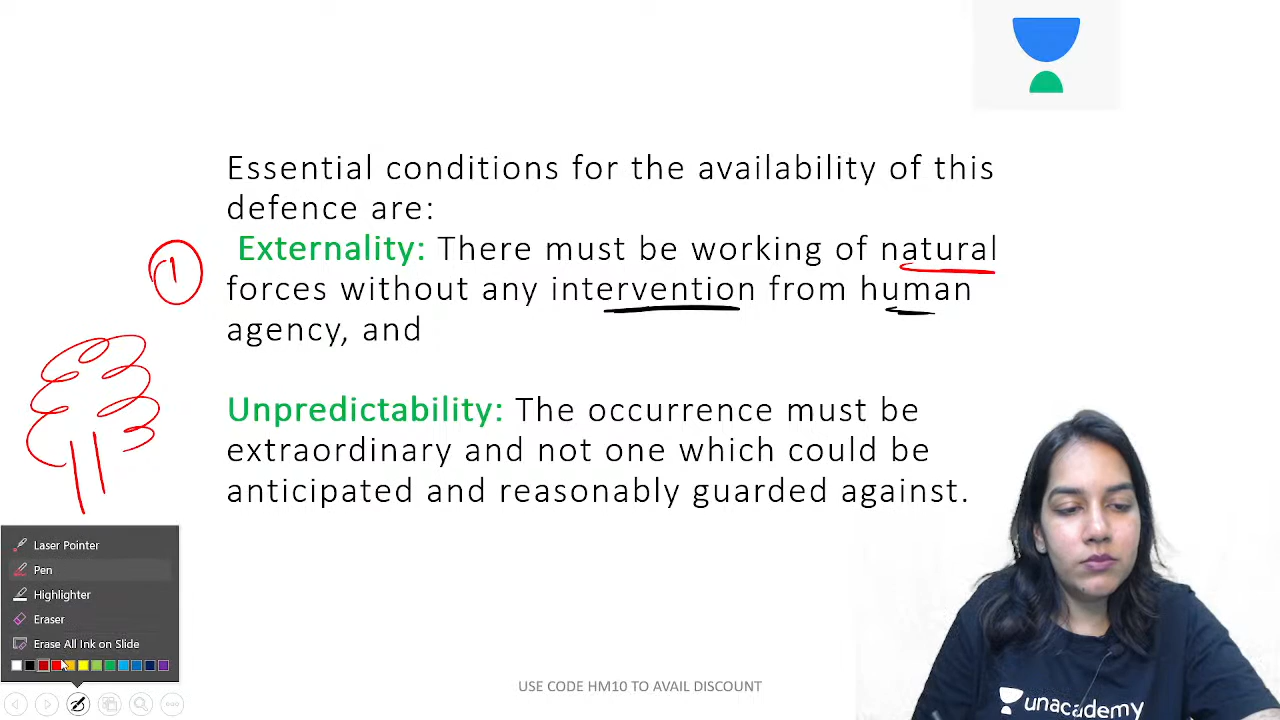 Essential conditions for the availability of this
defence are:
① Externality: There must be working of natural
forces without any intervention from human
agency, and
Unpredictability: The occurrence must be
extraordinary and not one which could be
anticipated and reasonably guarded against.
Laser Pointer
Pen
Highlighter
Eraser
Erase All Ink on Slide
USE CODE HM10 TO AVAIL DISCOUNT
unacademy